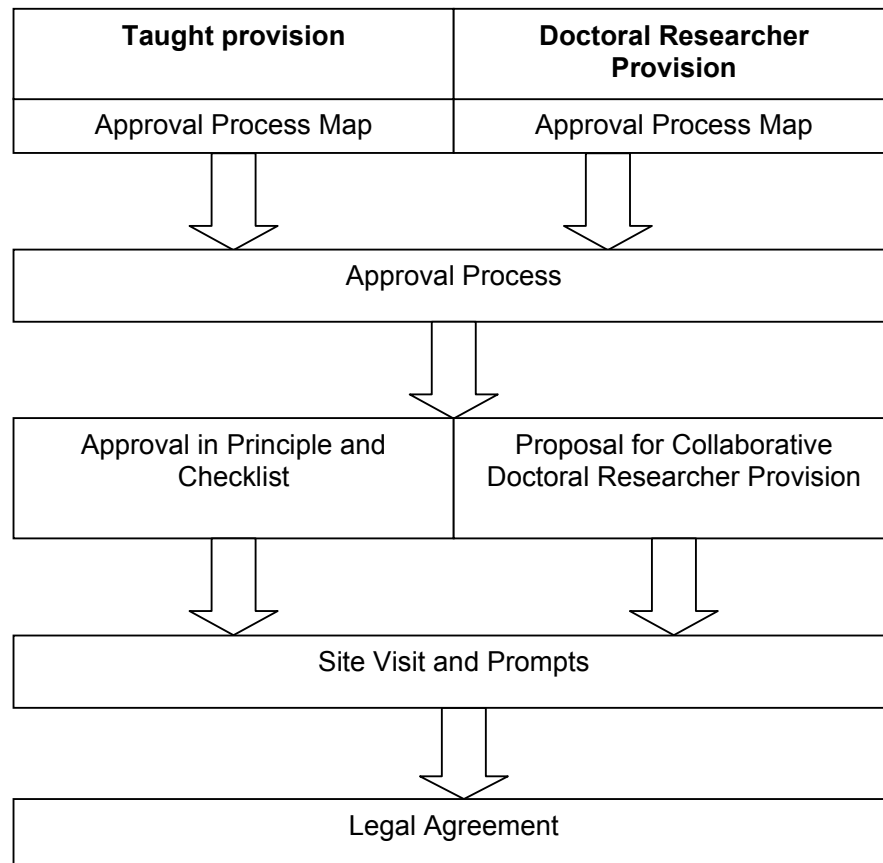 Taught provision
Doctoral Researcher
Provision
Approval Process Map
Approval Process Map
Approval Process
Approval in Principle and
Checklist
Proposal for Collaborative
Doctoral Researcher Provision
Site Visit and Prompts
Legal Agreement